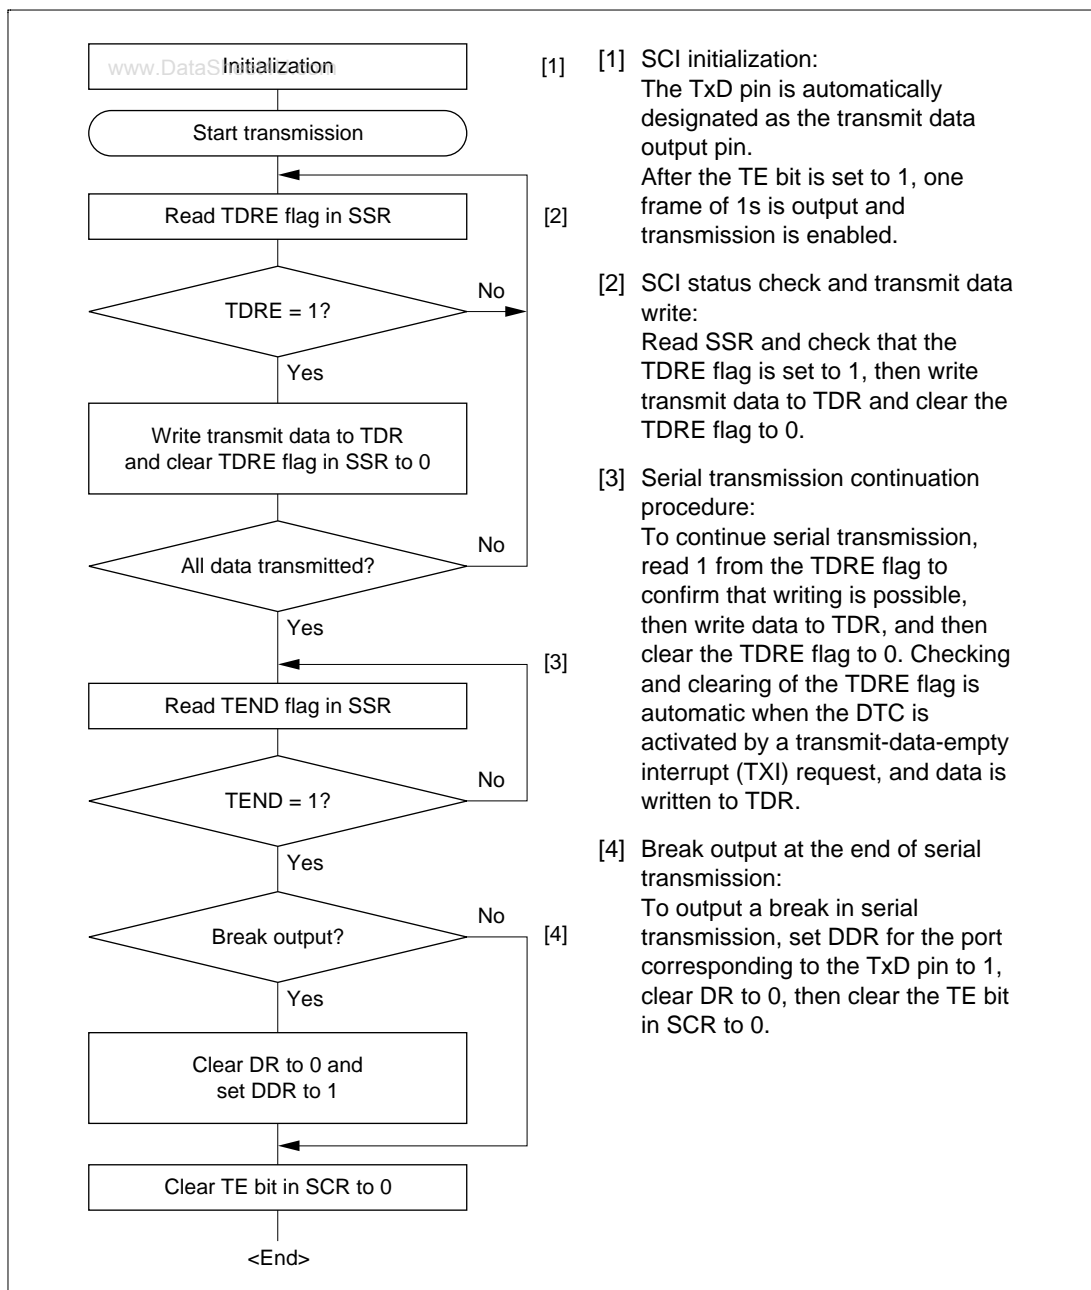 www.DataSheet4U.com
Initialization
[1]
Start transmission
Read TDRE flag in SSR
[2]
TDRE = 1?
No
Yes
Write transmit data to TDR
and clear TDRE flag in SSR to 0
All data transmitted?
No
Yes
[3]
Read TEND flag in SSR
TEND = 1?
No
Yes
Break output?
No
[4]
Yes
Clear DR to 0 and
set DDR to 1
Clear TE bit in SCR to 0
<End>
[1] SCI initialization:
The TxD pin is automatically
designated as the transmit data
output pin.
After the TE bit is set to 1, one
frame of 1s is output and
transmission is enabled.
[2] SCI status check and transmit data
write:
Read SSR and check that the
TDRE flag is set to 1, then write
transmit data to TDR and clear the
TDRE flag to 0.
[3] Serial transmission continuation
procedure:
To continue serial transmission,
read 1 from the TDRE flag to
confirm that writing is possible,
then write data to TDR, and then
clear the TDRE flag to 0. Checking
and clearing of the TDRE flag is
automatic when the DTC is
activated by a transmit-data-empty
interrupt (TXI) request, and data is
written to TDR.
[4] Break output at the end of serial
transmission:
To output a break in serial
transmission, set DDR for the port
corresponding to the TxD pin to 1,
clear DR to 0, then clear the TE bit
in SCR to 0.